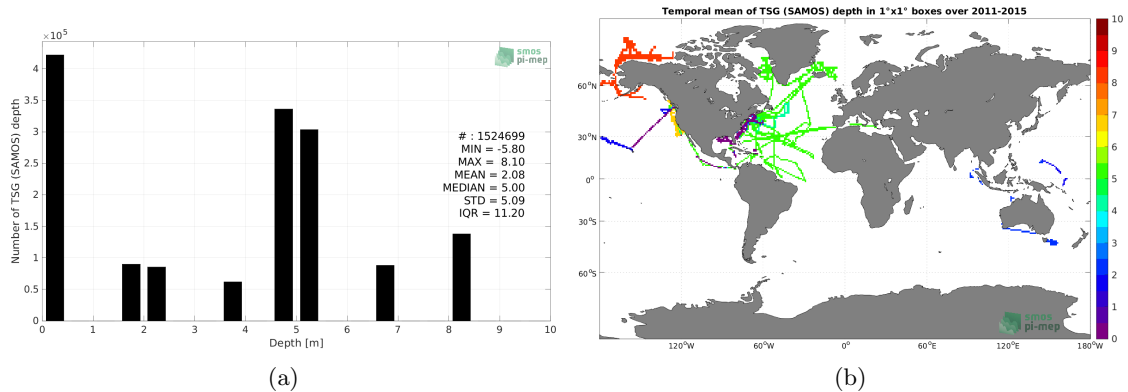 ×10⁵
4
3.5
3
2.5
2
1.5
1
0.5
0
Number of TSG (SAMOS) depth
smos
pi-mep
# : 1524699
MIN = -5.80
MAX = 8.10
MEAN = 2.08
MEDIAN = 5.00
STD = 5.09
IQR = 11.20
0 1 2 3 4 5 6 7 8 9 10
Depth [m]
(a)
Temporal mean of TSG (SAMOS) depth in 1°x1° boxes over 2011-2015
60°N
30°N
0°
30°S
60°S
120°W 60°W 0° 60°E 120°E 180°W
smos
pi-mep
10
9
8
7
6
5
4
3
2
1
0
(b)